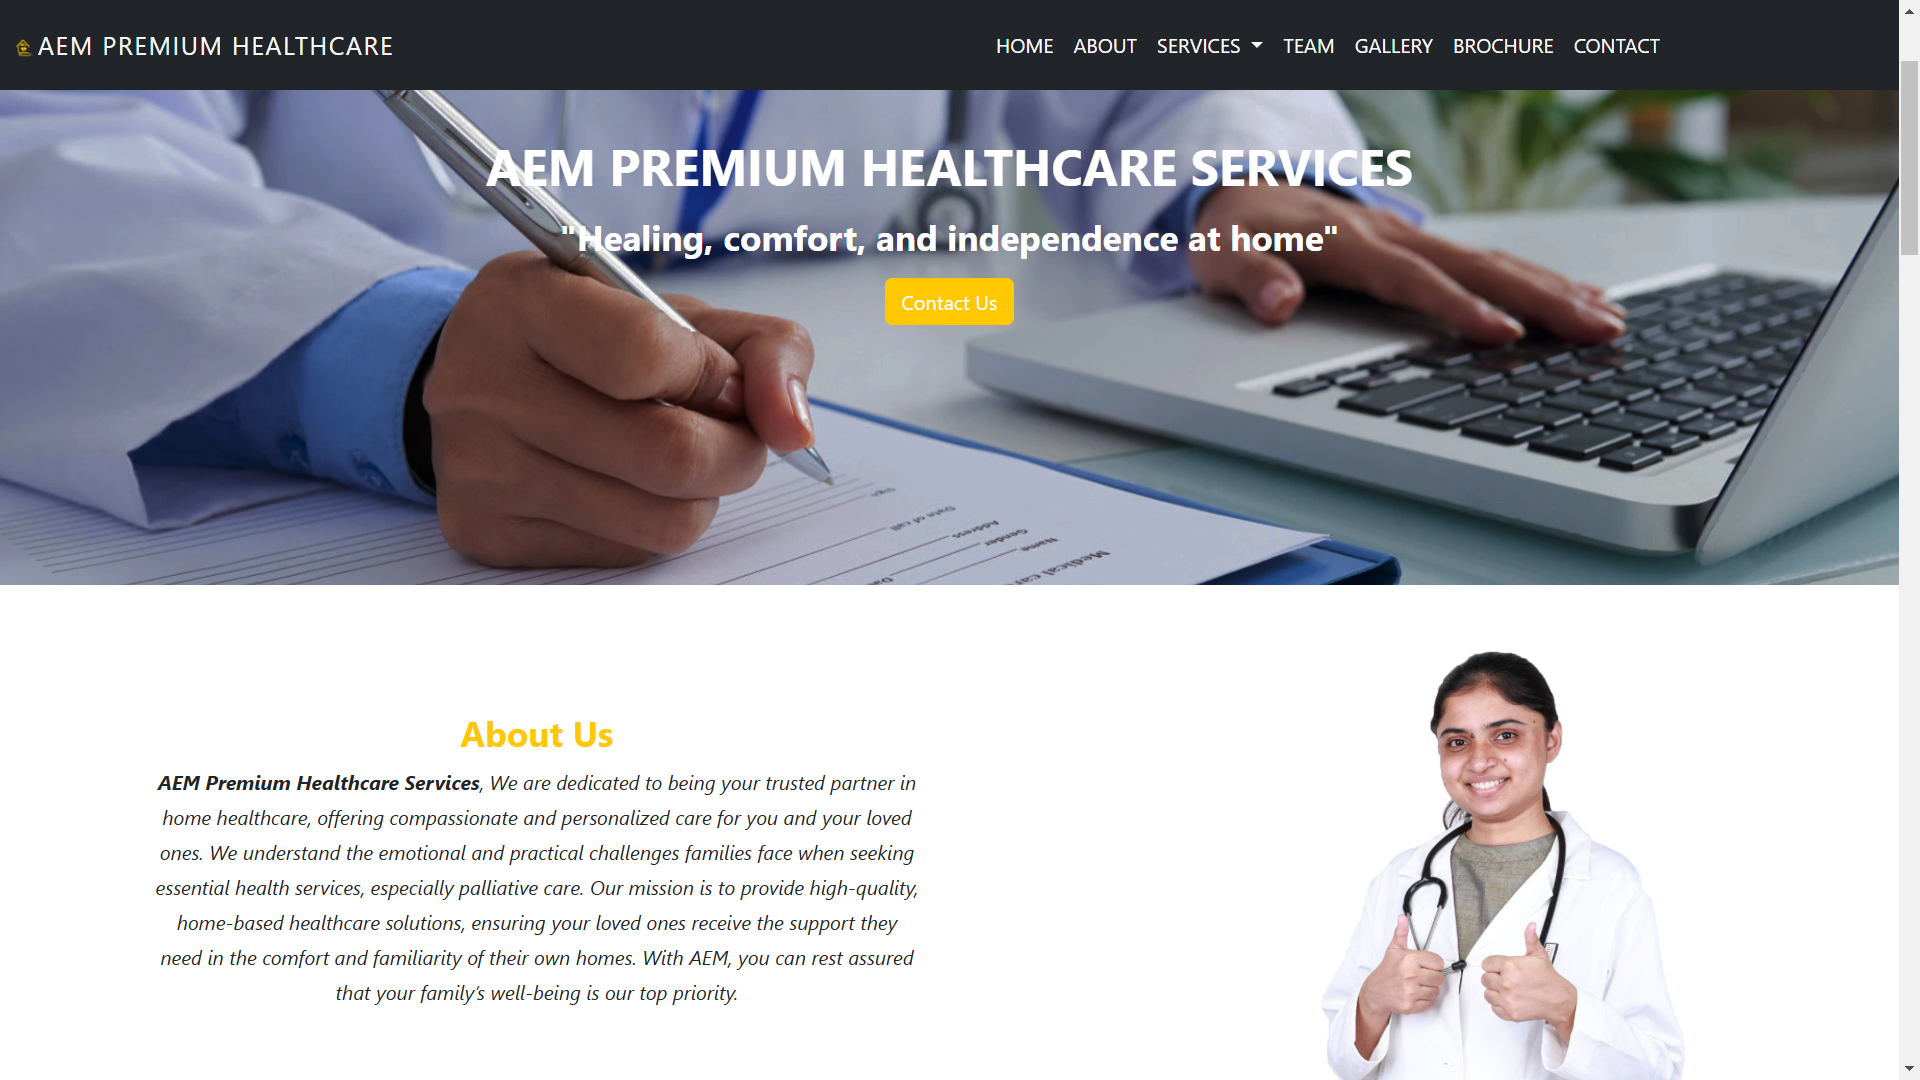 AEM PREMIUM HEALTHCARE
HOME ABOUT SERVICES TEAM GALLERY BROCHURE CONTACT
AEM PREMIUM HEALTHCARE SERVICES
"Healing, comfort, and independence at home"
Contact Us
Sign
Date of call
Address
Gender
Name
Medical care
About Us
AEM Premium Healthcare Services, We are dedicated to being your trusted partner in
home healthcare, offering compassionate and personalized care for you and your loved
ones. We understand the emotional and practical challenges families face when seeking
essential health services, especially palliative care. Our mission is to provide high-quality,
home-based healthcare solutions, ensuring your loved ones receive the support they
need in the comfort and familiarity of their own homes. With AEM, you can rest assured
that your family’s well-being is our top priority.